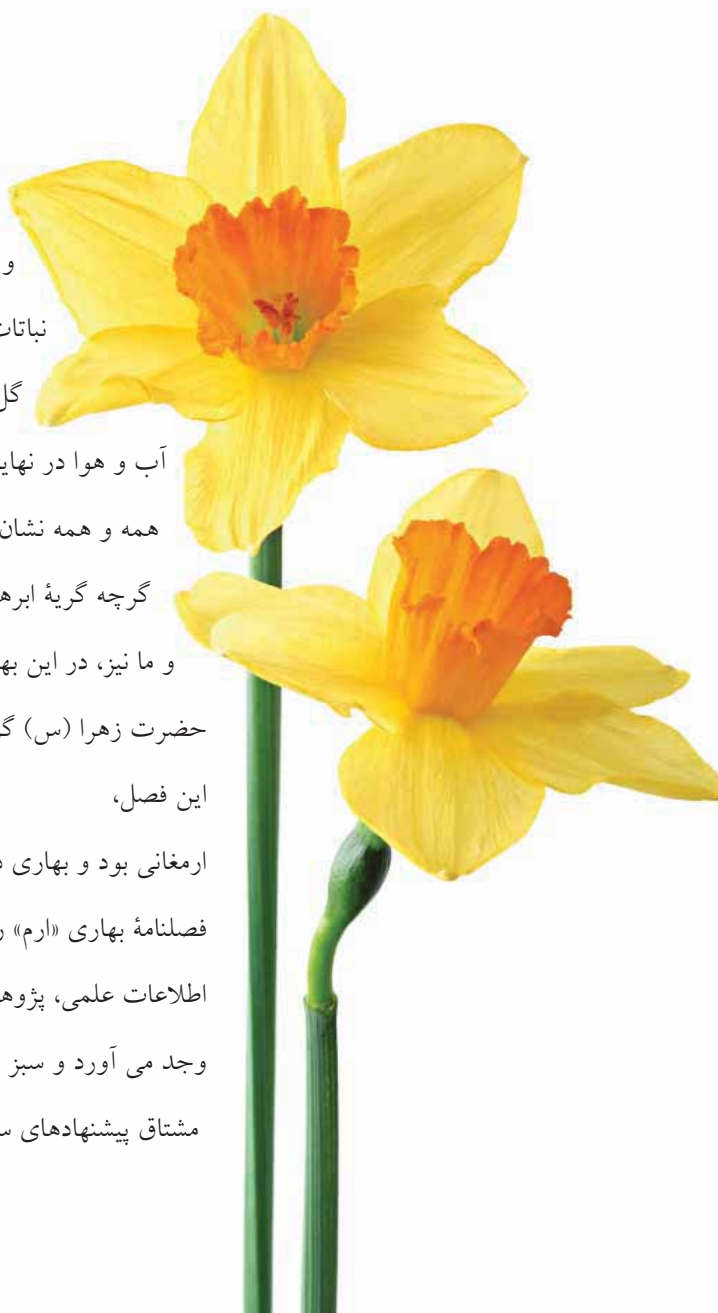 و
نباتات
گل
آب و هوا در نهای
همه و همه نشان
گرچه گریهٔ ابره
و ما نیز، در این به
حضرت زهرا (س) گ
این فصل،
ارمغانی بود و بهاری د
فصلنامهٔ بهاری «ارم» ر
اطلاعات علمی، پژوه
وجد می آورد و سبز
مشتاق پیشنهادهای س